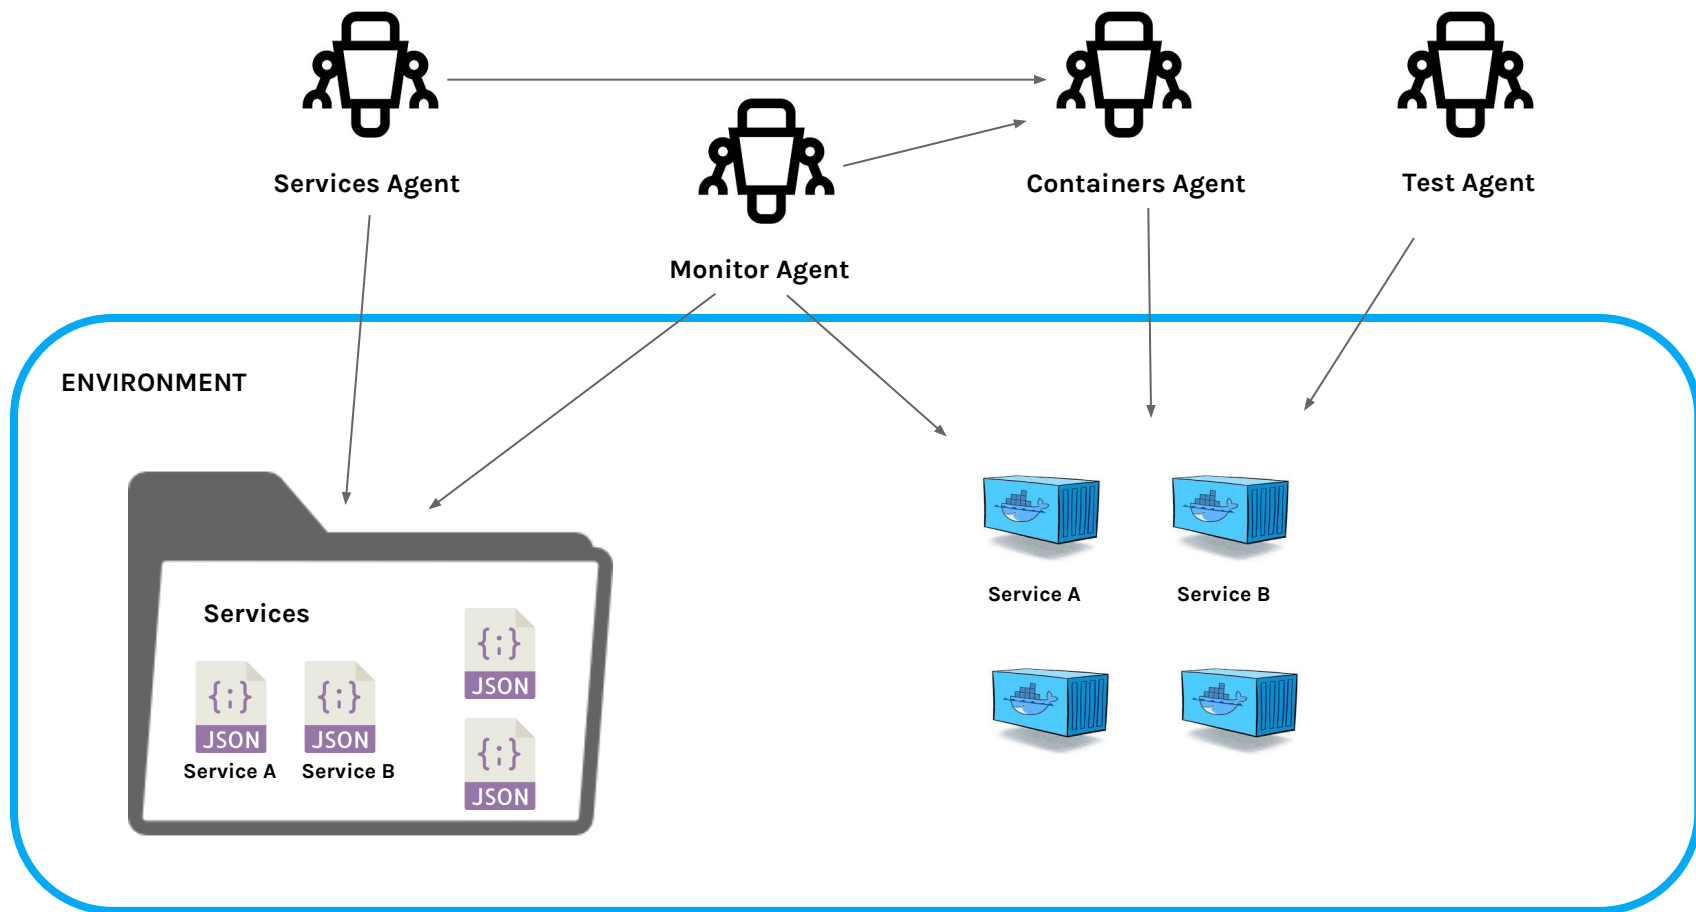 Services Agent
Monitor Agent
Containers Agent
Test Agent
ENVIRONMENT
Services
{;}
JSON
Service A
{;}
JSON
Service B
{;}
JSON
{;}
JSON
Service A
Service B